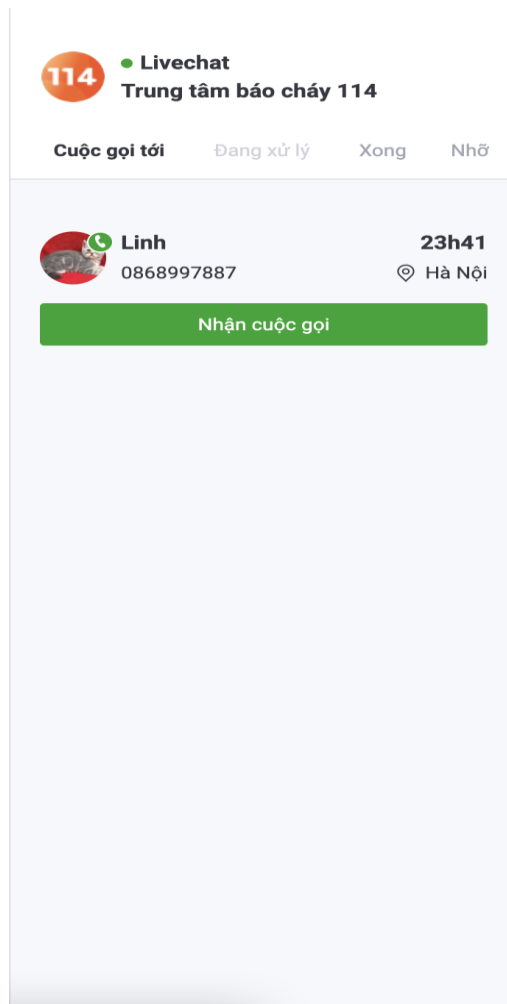 114
Livechat
Trung tâm báo cháy 114
Cuộc gọi tới Đang xử lý Xong Nhỡ
Linh 23h41
0868997887 Hà Nội
Nhận cuộc gọi